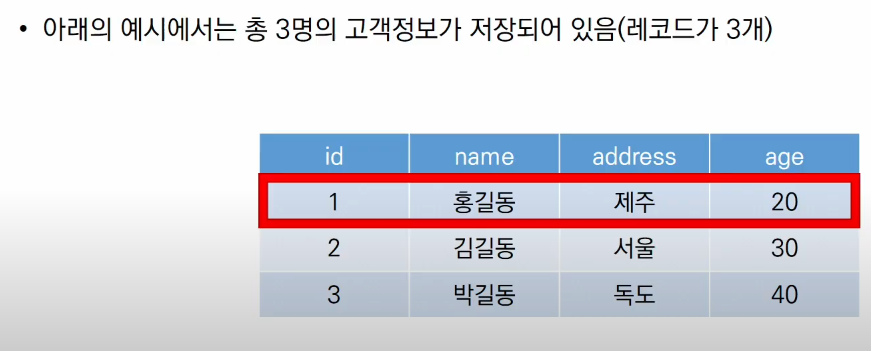 • 아래의 예시에서는 총 3명의 고객정보가 저장되어 있음(레코드가 3개)
id name address age
1 홍길동 제주 20
2 김길동 서울 30
3 박길동 독도 40